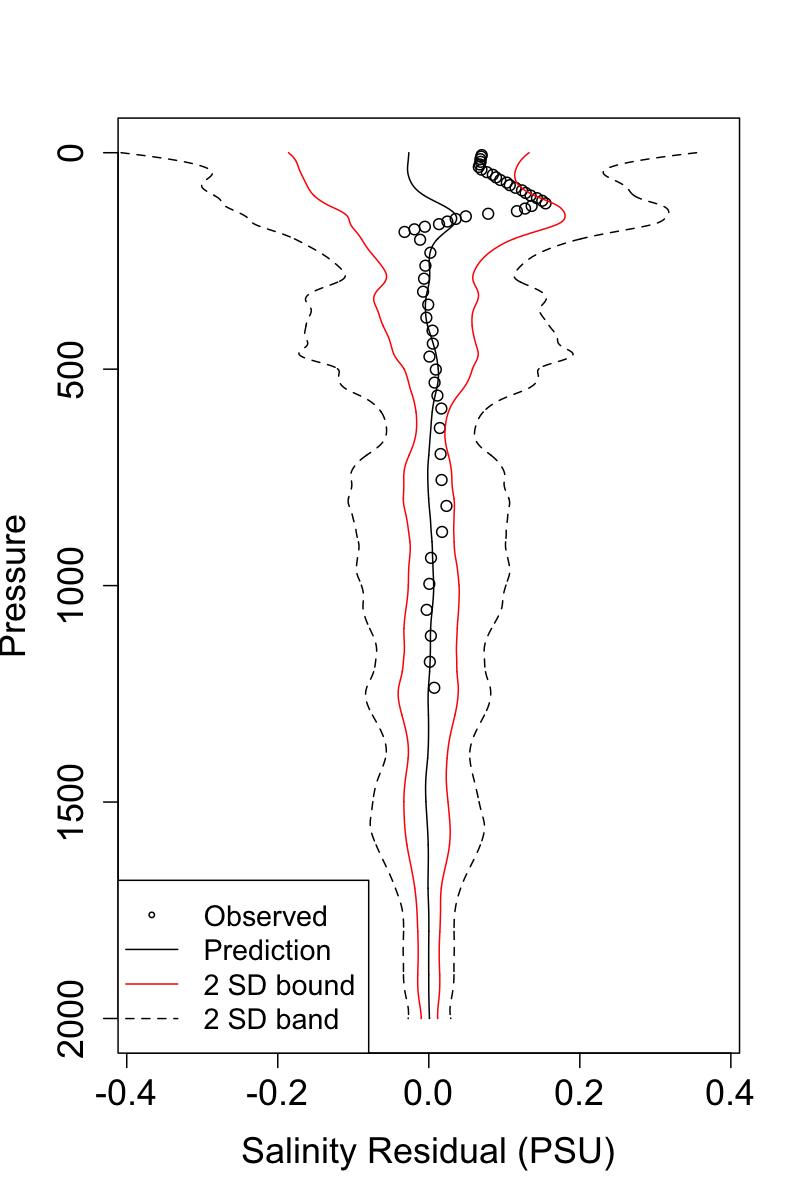 0
500
1000
1500
2000
Pressure
Observed
Prediction
2 SD bound
2 SD band
-0.4 -0.2 0.0 0.2 0.4
Salinity Residual (PSU)